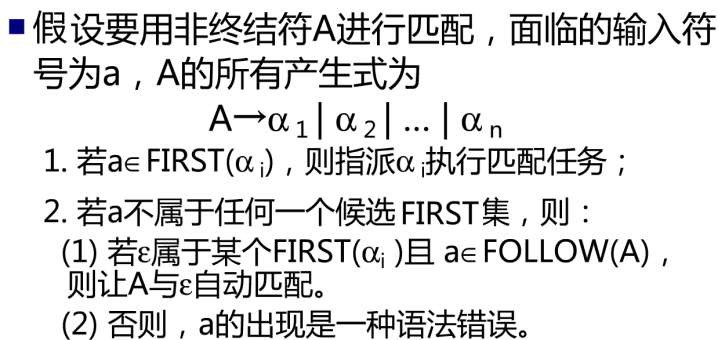 ■ 假设要用非终结符A进行匹配，面临的输入符
号为a，A的所有产生式为
A→α₁| α₂| … | αₙ
1. 若a∈FIRST(αᵢ)，则指派αᵢ执行匹配任务；
2. 若a不属于任何一个候选FIRST集，则：
(1) 若ε属于某个FIRST(αᵢ )且 a∈FOLLOW(A)，
则让A与ε自动匹配。
(2) 否则，a的出现是一种语法错误。